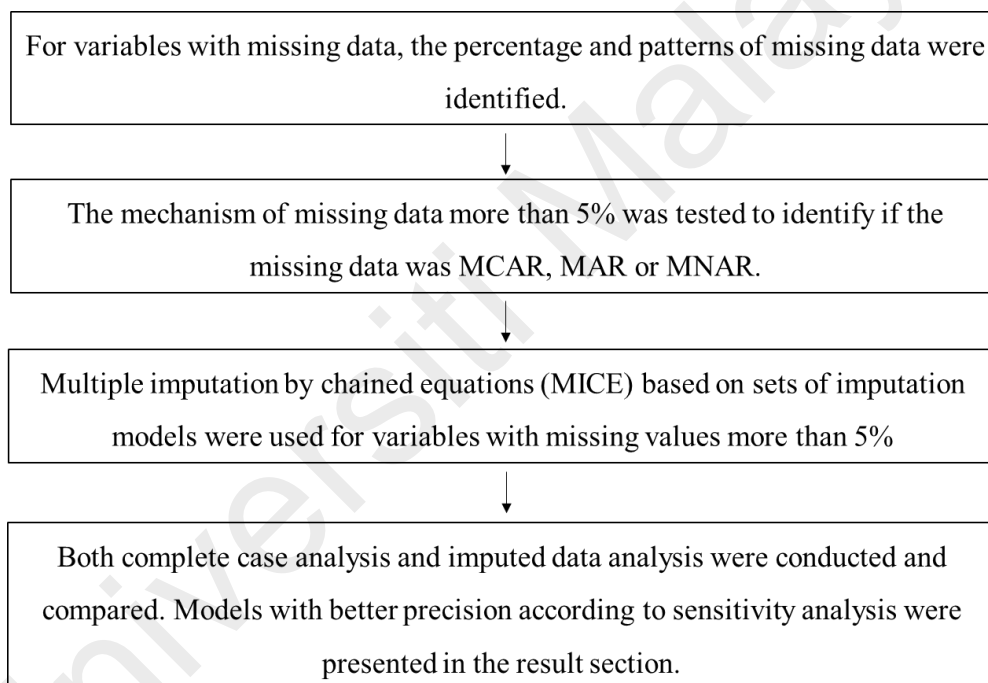 For variables with missing data, the percentage and patterns of missing data were
identified.
The mechanism of missing data more than 5% was tested to identify if the
missing data was MCAR, MAR or MNAR.
Multiple imputation by chained equations (MICE) based on sets of imputation
models were used for variables with missing values more than 5%
Both complete case analysis and imputed data analysis were conducted and
compared. Models with better precision according to sensitivity analysis were
presented in the result section.
niversiti Malay